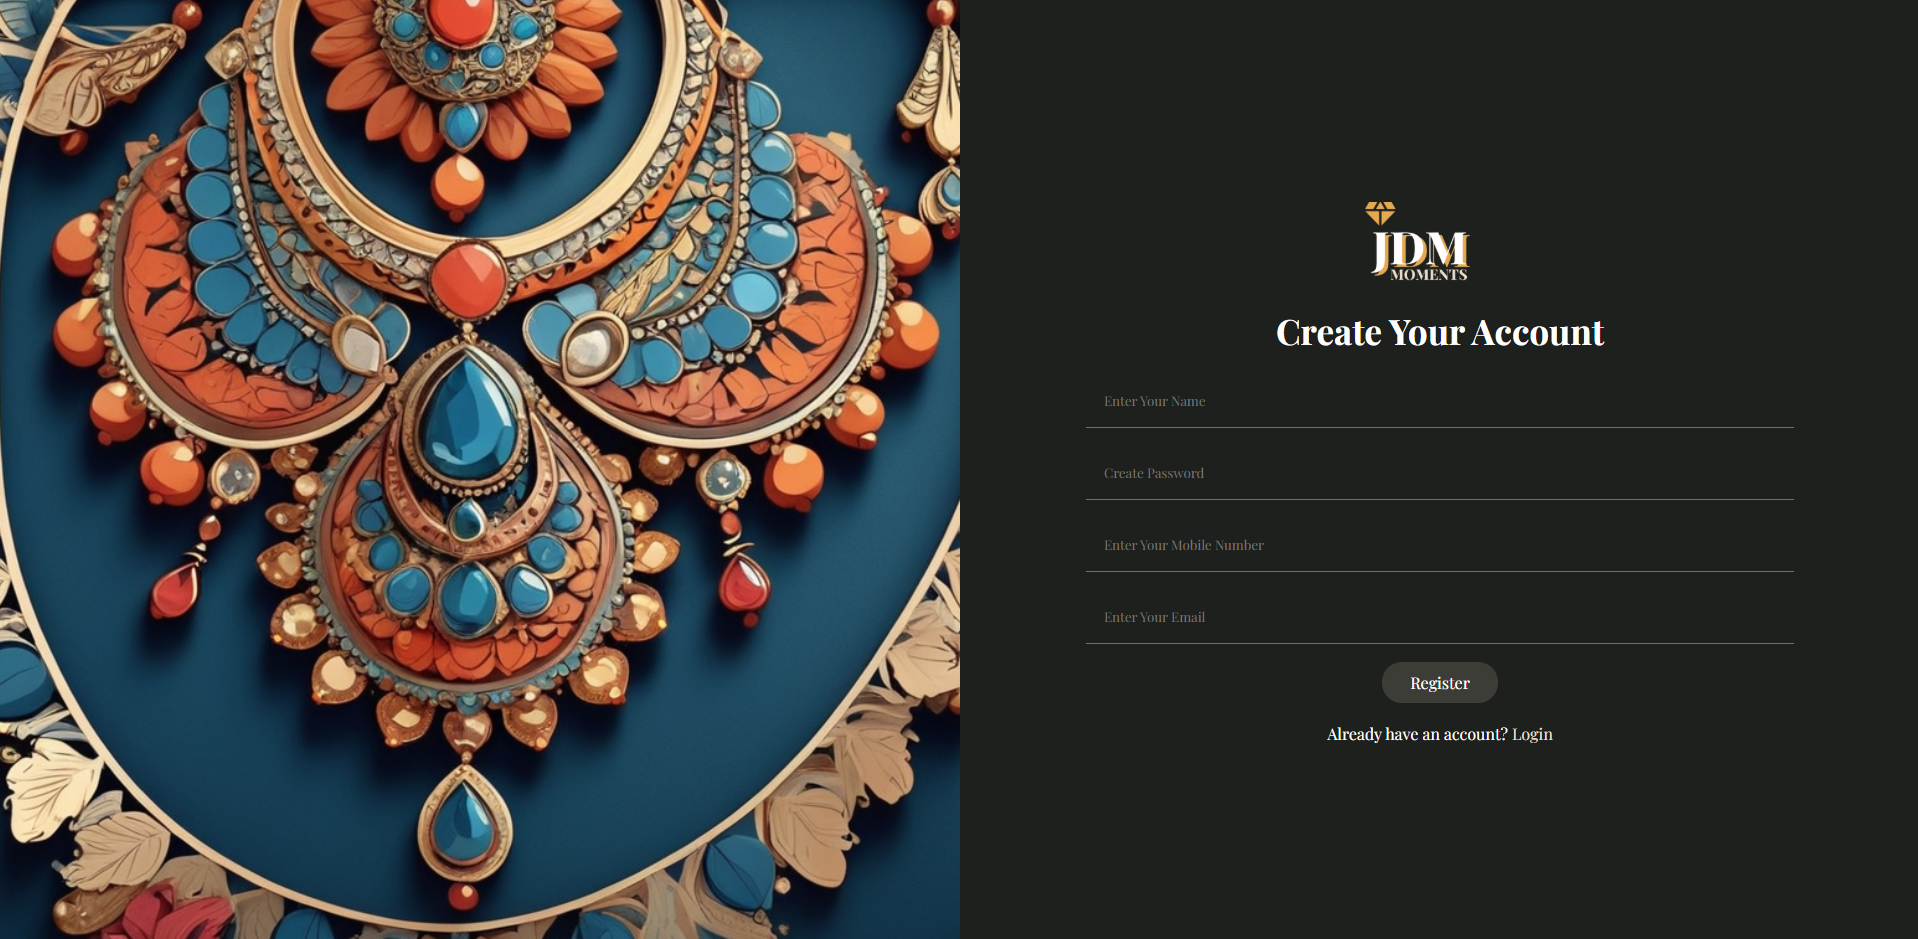 JDM
MOMENTS
Create Your Account
Enter Your Name
Create Password
Enter Your Mobile Number
Enter Your Email
Register
Already have an account? Login